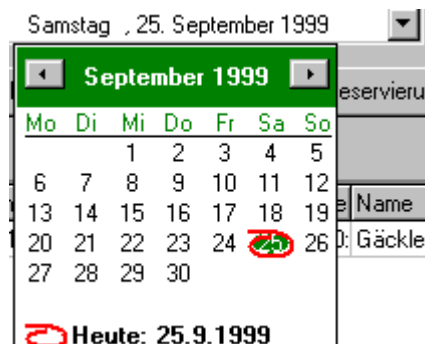 Samstag , 25. September 1999
September 1999
eservieru
Mo Di Mi Do Fr Sa So
1 2 3 4 5
6 7 8 9 10 11 12
13 14 15 16 17 18 19
Name
20 21 22 23 24 25 26
0: Gäckle
27 28 29 30
Heute: 25.9.1999